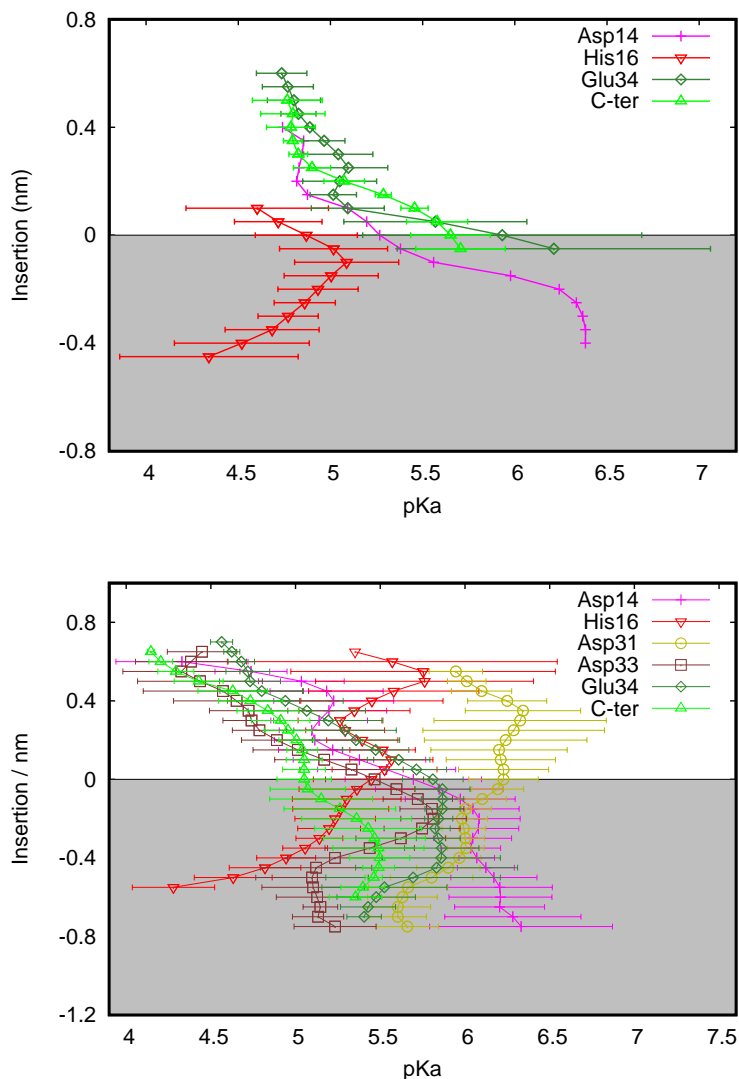 0.8
0.4
0
-0.4
-0.8
Insertion (nm)
Asp14
His16
Glu34
C-ter
4 4.5 5 5.5 6 6.5 7
pKa
0.8
0.4
0
-0.4
-0.8
-1.2
Insertion / nm
Asp14
His16
Asp31
Asp33
Glu34
C-ter
4 4.5 5 5.5 6 6.5 7 7.5
pKa